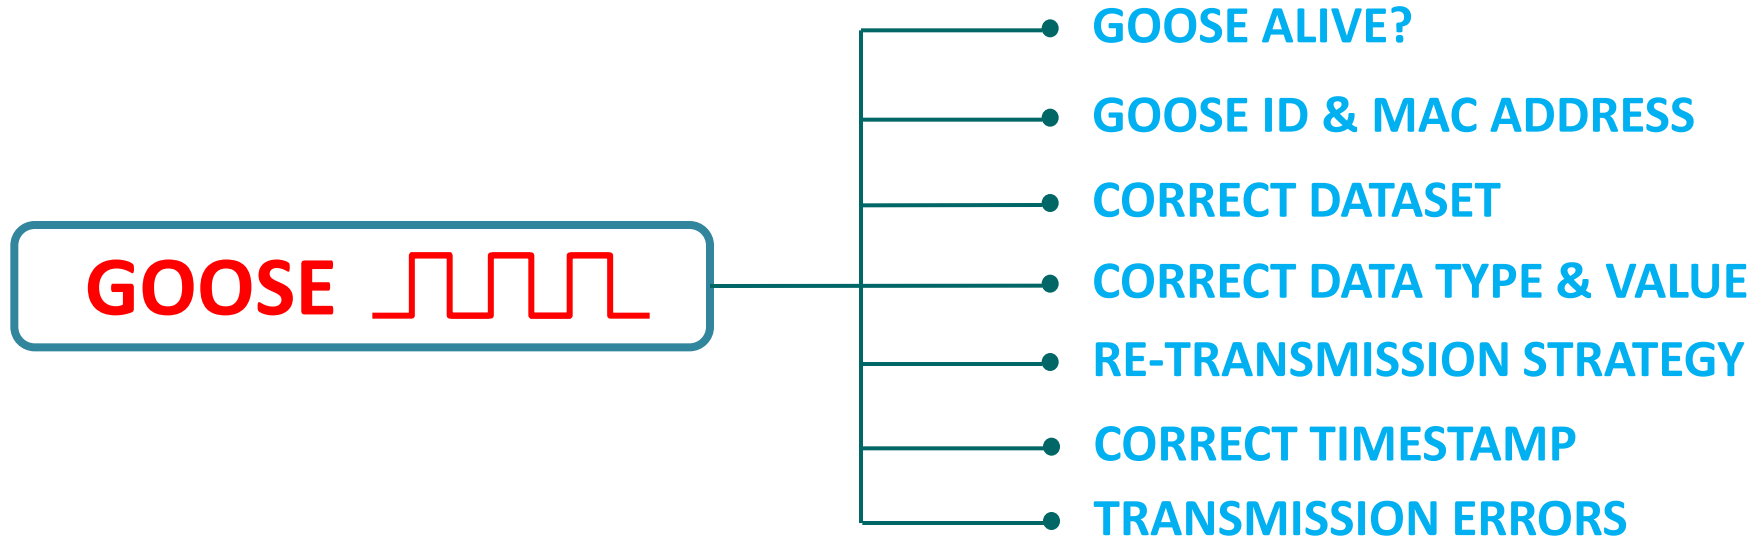 GOOSE
GOOSE ALIVE?
GOOSE ID & MAC ADDRESS
CORRECT DATASET
CORRECT DATA TYPE & VALUE
RE-TRANSMISSION STRATEGY
CORRECT TIMESTAMP
TRANSMISSION ERRORS